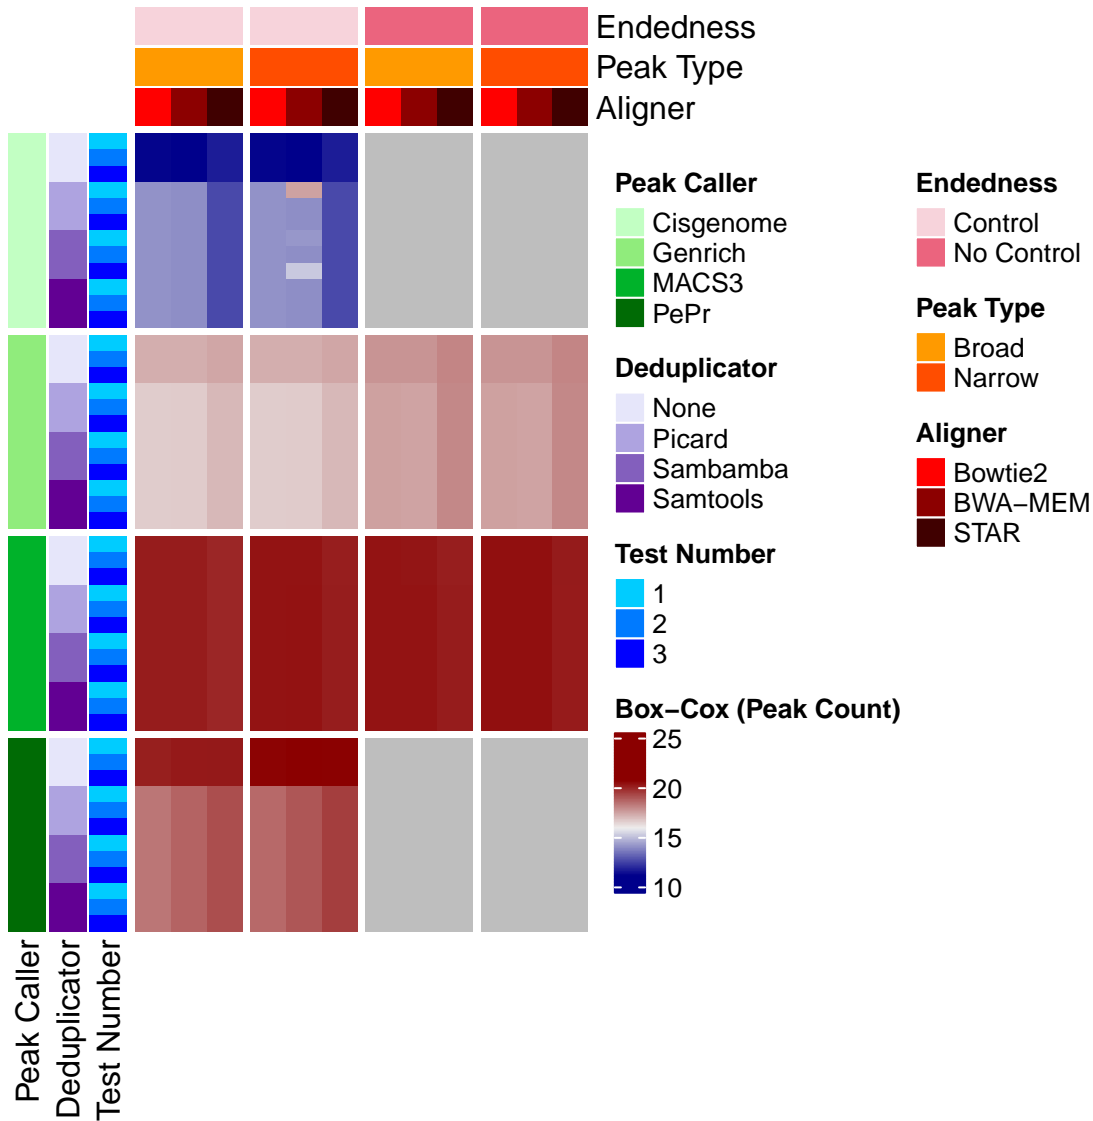 Endedness
Peak Type
Aligner
Peak Caller
Cisgenome
Genrich
MACS3
PePr
Deduplicator
None
Picard
Sambamba
Samtools
Test Number
1
2
3
Box−Cox (Peak Count)
25
20
15
10
Endedness
Control
No Control
Peak Type
Broad
Narrow
Aligner
Bowtie2
BWA−MEM
STAR
Peak Caller
Deduplicator
Test Number